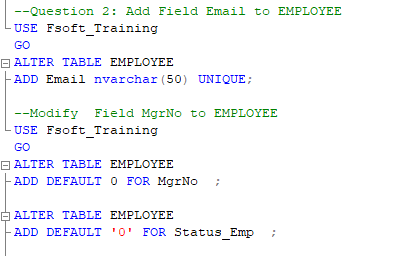 --Question 2: Add Field Email to EMPLOYEE
USE Fsoft_Training
GO
ALTER TABLE EMPLOYEE
ADD Email nvarchar(50) UNIQUE;
--Modify  Field MgrNo to EMPLOYEE
USE Fsoft_Training
GO
ALTER TABLE EMPLOYEE
ADD DEFAULT 0 FOR MgrNo  ;
ALTER TABLE EMPLOYEE
ADD DEFAULT '0' FOR Status_Emp  ;